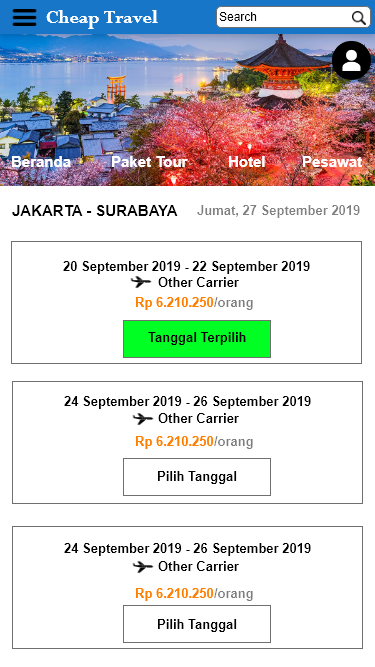 Cheap Travel
Search
Beranda Paket Tour Hotel Pesawat
JAKARTA - SURABAYA Jumat, 27 September 2019
20 September 2019 - 22 September 2019
Other Carrier
Rp 6.210.250/orang
Tanggal Terpilih
24 September 2019 - 26 September 2019
Other Carrier
Rp 6.210.250/orang
Pilih Tanggal
24 September 2019 - 26 September 2019
Other Carrier
Rp 6.210.250/orang
Pilih Tanggal